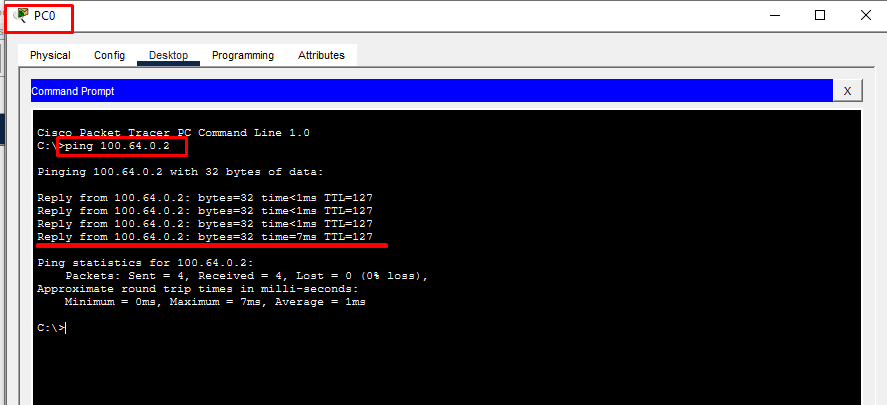 PC0
Physical Config Desktop Programming Attributes
Command Prompt X
Cisco Packet Tracer PC Command Line 1.0
C:\>ping 100.64.0.2
Pinging 100.64.0.2 with 32 bytes of data:
Reply from 100.64.0.2: bytes=32 time<1ms TTL=127
Reply from 100.64.0.2: bytes=32 time<1ms TTL=127
Reply from 100.64.0.2: bytes=32 time<1ms TTL=127
Reply from 100.64.0.2: bytes=32 time=7ms TTL=127
Ping statistics for 100.64.0.2:
Packets: Sent = 4, Received = 4, Lost = 0 (0% loss),
Approximate round trip times in milli-seconds:
Minimum = 0ms, Maximum = 7ms, Average = 1ms
C:\>